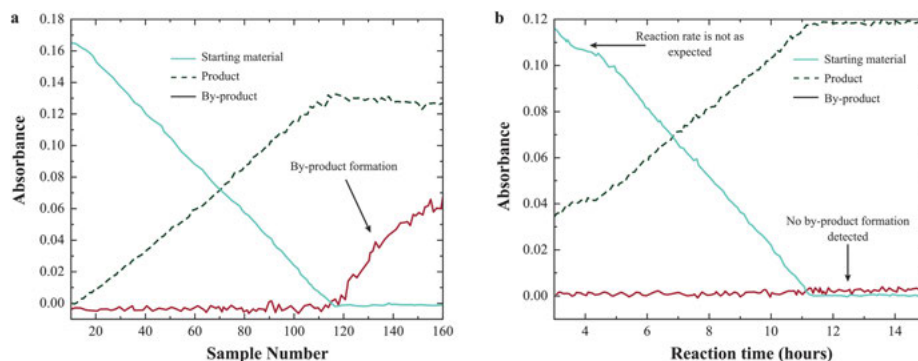 a
Absorbance
0.18
0.16
0.14
0.12
0.10
0.08
0.06
0.04
0.02
0.00
Starting material
Product
By-product
By-product formation
20 40 60 80 100 120 140 160
Sample Number
b
Absorbance
0.12
0.10
0.08
0.06
0.04
0.02
0.00
Reaction rate is not as
expected
Starting material
Product
By-product
No by-product formation
detected
4 6 8 10 12 14
Reaction time (hours)